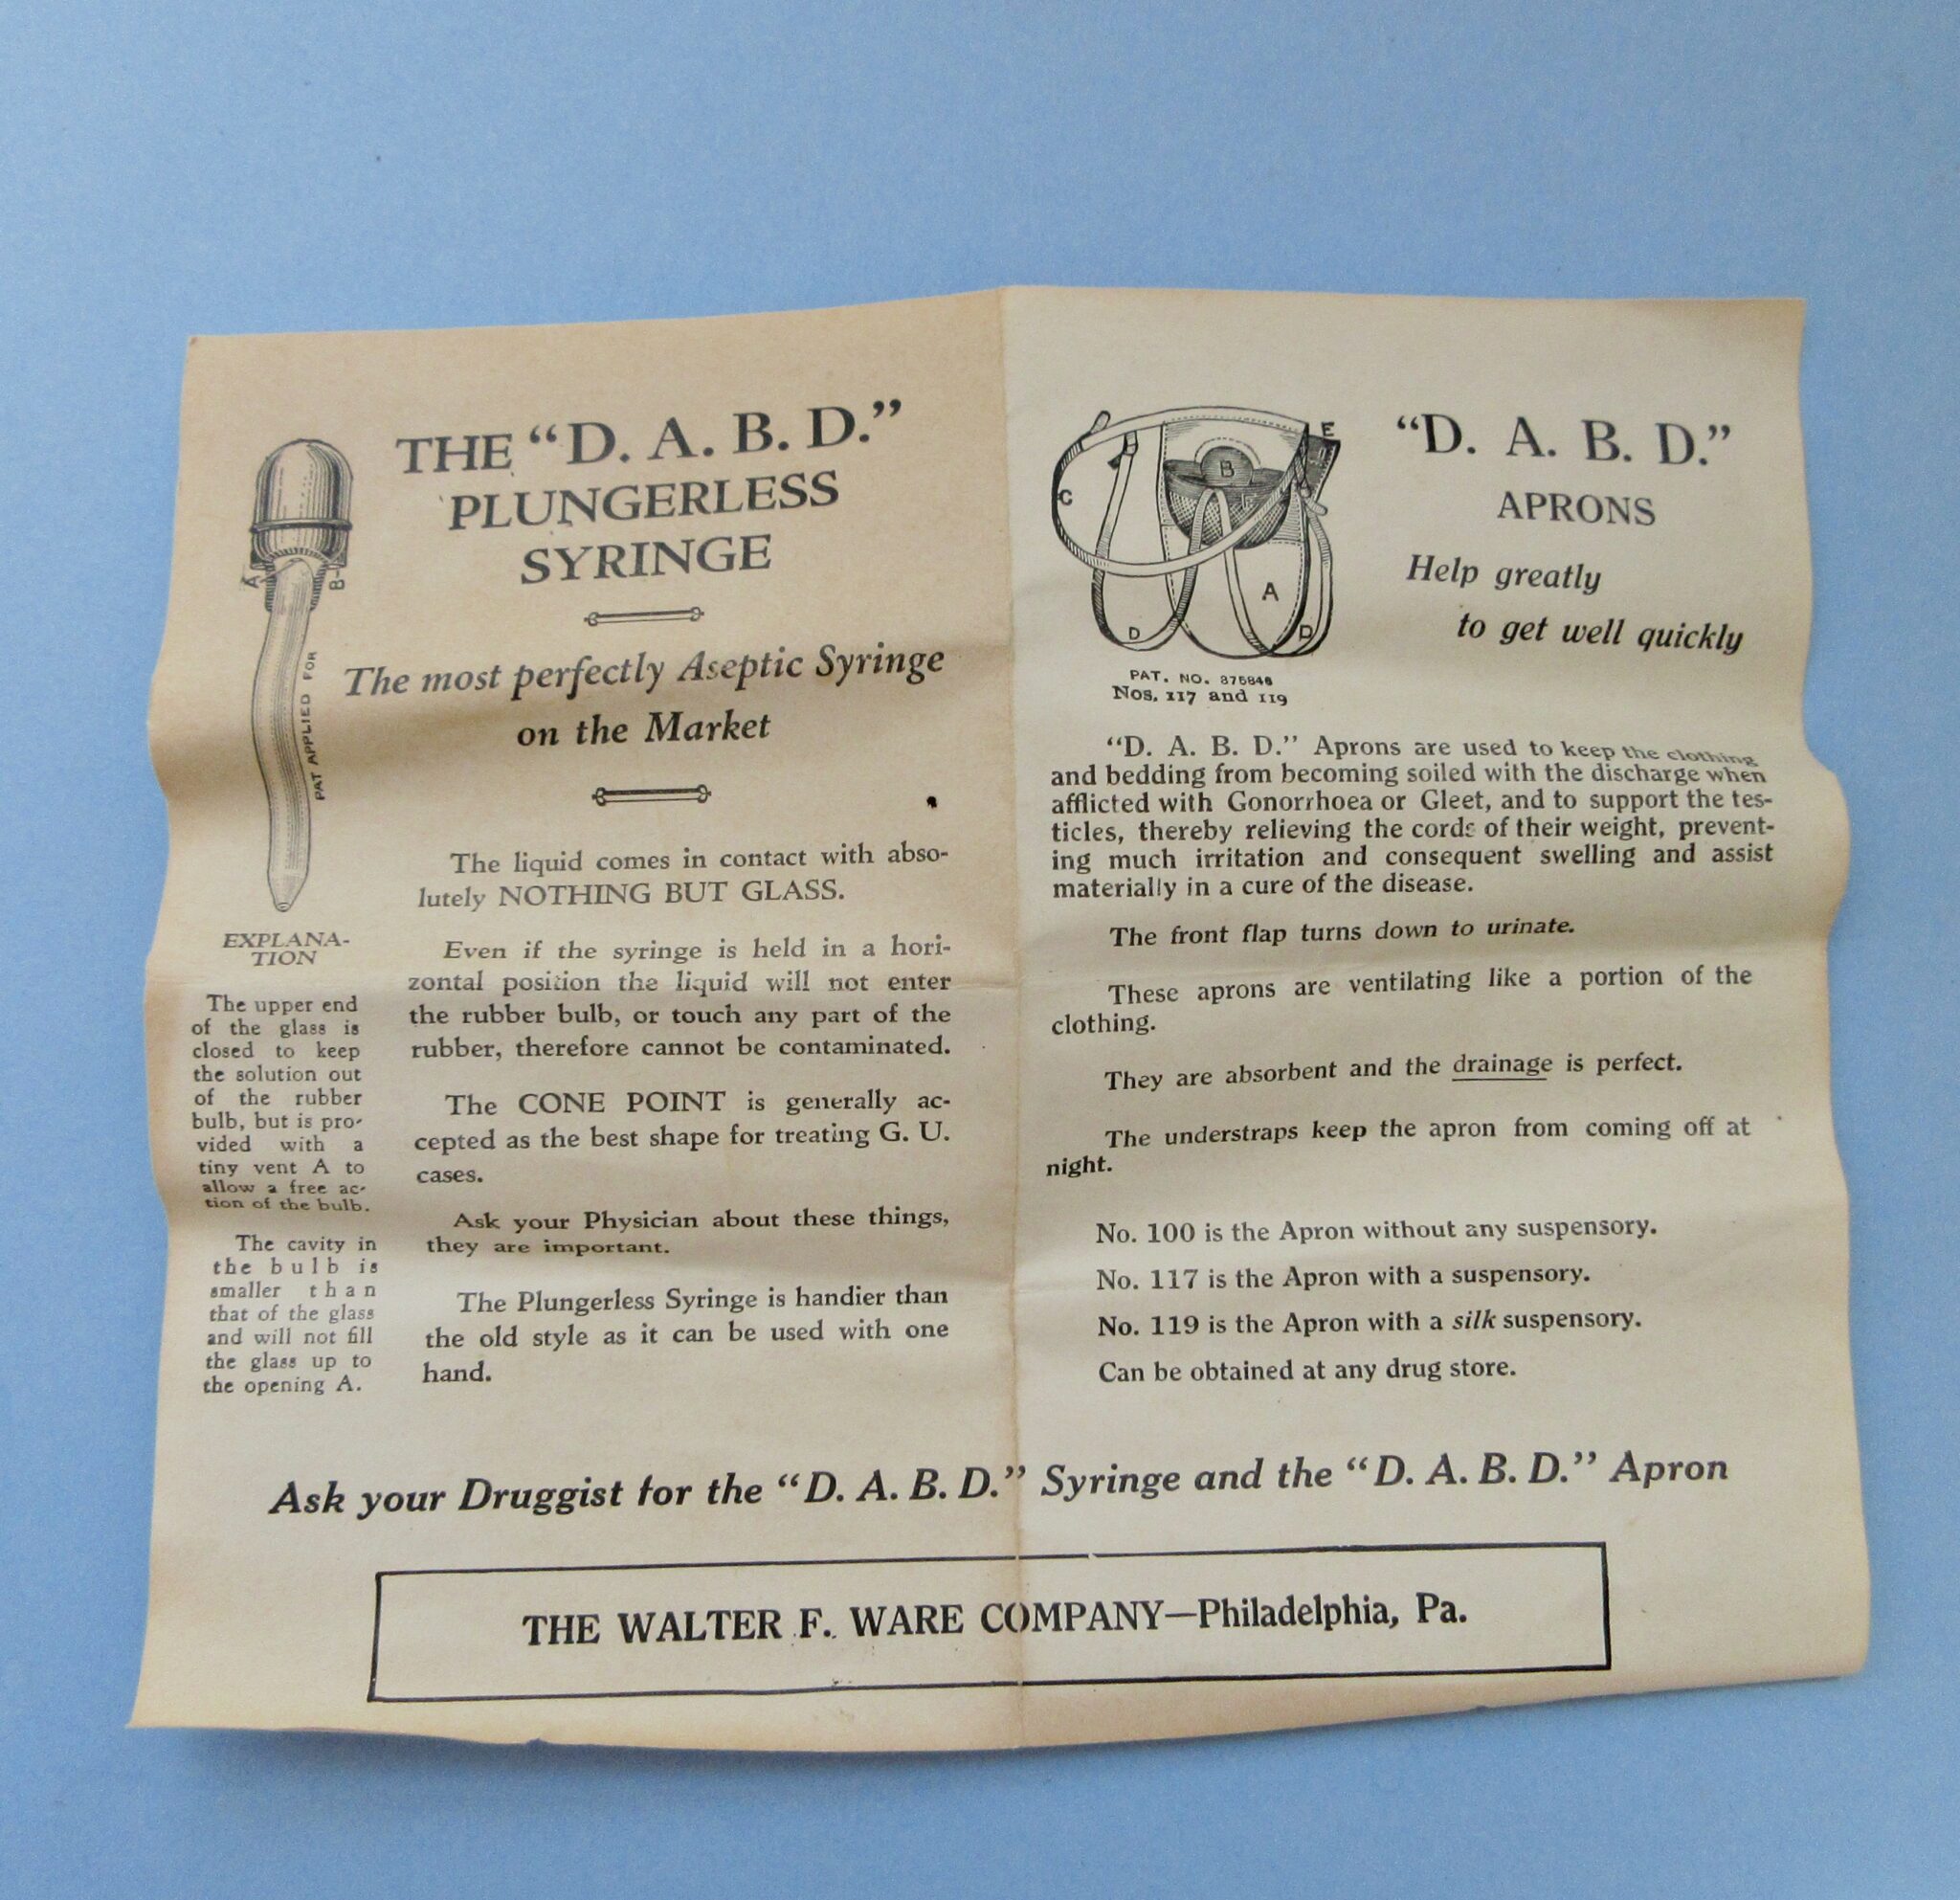 THE "D. A. B. D."
PLUNGERLESS
SYRINGE
The most perfectly Aseptic Syringe
on the Market
A
B
PAT APPLIED FOR
EXPLANA-
TION
The upper end
of the glass is
closed to keep
the solution out
of the rubber
bulb, but is pro-
vided with a
tiny vent A to
allow a free ac-
tion of the bulb.
The cavity in
the bulb is
smaller than
that of the glass
and will not fill
the glass up to
the opening A.
The liquid comes in contact with abso-
lutely NOTHING BUT GLASS.
Even if the syringe is held in a hori-
zontal position the liquid will not enter
the rubber bulb, or touch any part of the
rubber, therefore cannot be contaminated.
The CONE POINT is generally ac-
cepted as the best shape for treating G. U.
cases.
Ask your Physician about these things,
they are important.
The Plungerless Syringe is handier than
the old style as it can be used with one
hand.
E
B
C
F
A
D
D
PAT. NO. 875848
Nos. 117 and 119
"D. A. B. D."
APRONS
Help greatly
to get well quickly
"D. A. B. D." Aprons are used to keep the clothing
and bedding from becoming soiled with the discharge when
afflicted with Gonorrhoea or Gleet, and to support the tes-
ticles, thereby relieving the cords of their weight, prevent-
ing much irritation and consequent swelling and assist
materially in a cure of the disease.
The front flap turns down to urinate.
These aprons are ventilating like a portion of the
clothing.
They are absorbent and the drainage is perfect.
The understraps keep the apron from coming off at
night.
No. 100 is the Apron without any suspensory.
No. 117 is the Apron with a suspensory.
No. 119 is the Apron with a silk suspensory.
Can be obtained at any drug store.
Ask your Druggist for the "D. A. B. D." Syringe and the "D. A. B. D." Apron
THE WALTER F. WARE COMPANY—Philadelphia, Pa.